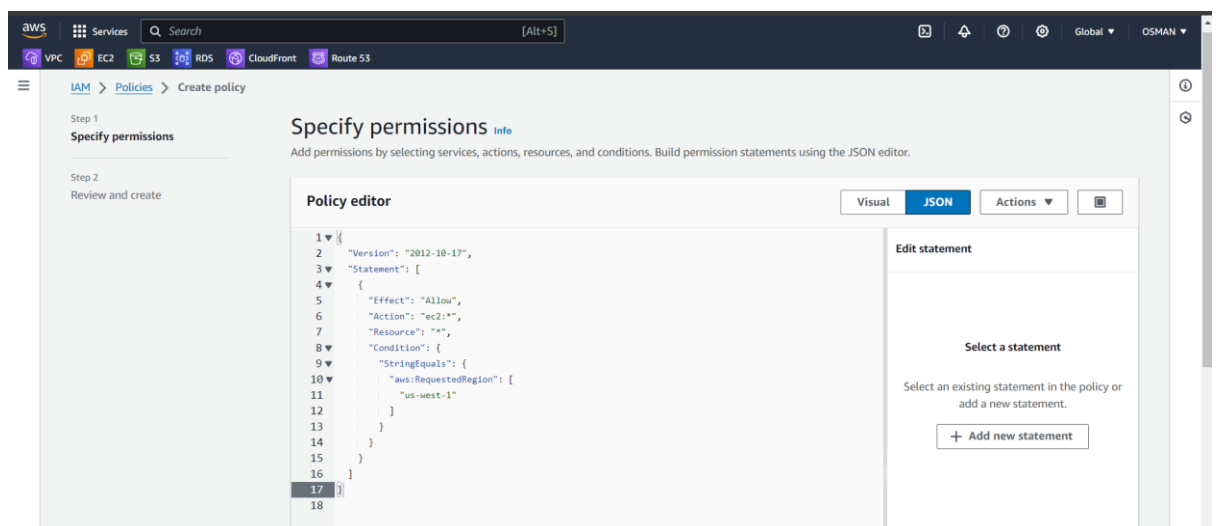 aws Services Search [Alt+S] Global ▼ OSMAN ▼
VPC EC2 S3 RDS CloudFront Route 53
IAM > Policies > Create policy
Step 1
Specify permissions
Step 2
Review and create
Specify permissions Info
Add permissions by selecting services, actions, resources, and conditions. Build permission statements using the JSON editor.
Policy editor
Visual JSON Actions ▼
1 {
2 "Version": "2012-10-17",
3 "Statement": [
4 {
5 "Effect": "Allow",
6 "Action": "ec2:*",
7 "Resource": "*",
8 "Condition": {
9 "StringEquals": {
10 "aws:RequestedRegion": [
11 "us-west-1"
12 ]
13 }
14 }
15 }
16 ]
17 }
18
Edit statement
Select a statement
Select an existing statement in the policy or
add a new statement.
+ Add new statement